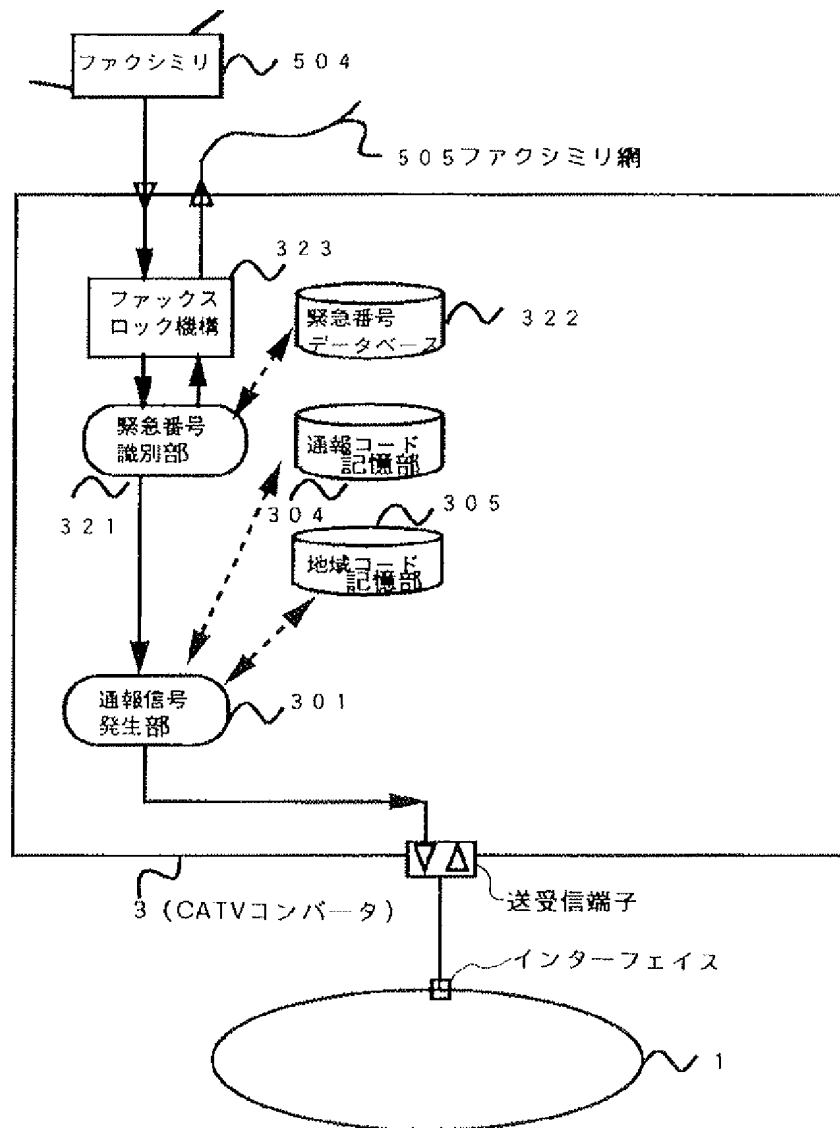 ファクシミリ
504
505ファクシミリ網
323
ファックス
ロック機構
緊急番号
データベース
322
緊急番号
識別部
321
通報コード
記憶部
304
305
地域コード
記憶部
通報信号
発生部
301
3(CATVコンバータ)
送受信端子
インターフェイス
1